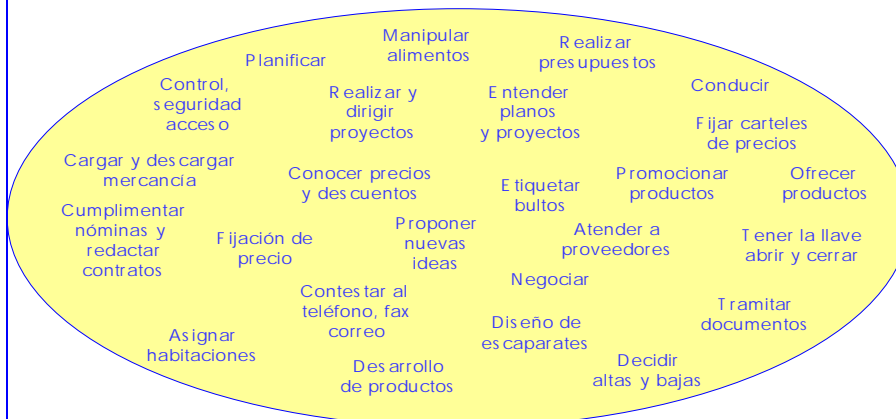 Manipular
alimentos
Realizar
presupuestos
Planificar
Control,
seguridad
acceso
Realizar y
dirigir
proyectos
Entender
planos
y proyectos
Conducir
Fijar carteles
de precios
Cargar y descargar
mercancía
Conocer precios
y descuentos
Etiquetar
bultos
Promocionar
productos
Ofrecer
productos
Cumplimentar
nóminas y
redactar
contratos
Fijación de
precio
Proponer
nuevas
ideas
Atender a
proveedores
Tener la llave
abrir y cerrar
Negociar
Contestar al
teléfono, fax
correo
Tramitar
documentos
Asignar
habitaciones
Diseño de
escaparates
Desarrollo
de productos
Decidir
altas y bajas